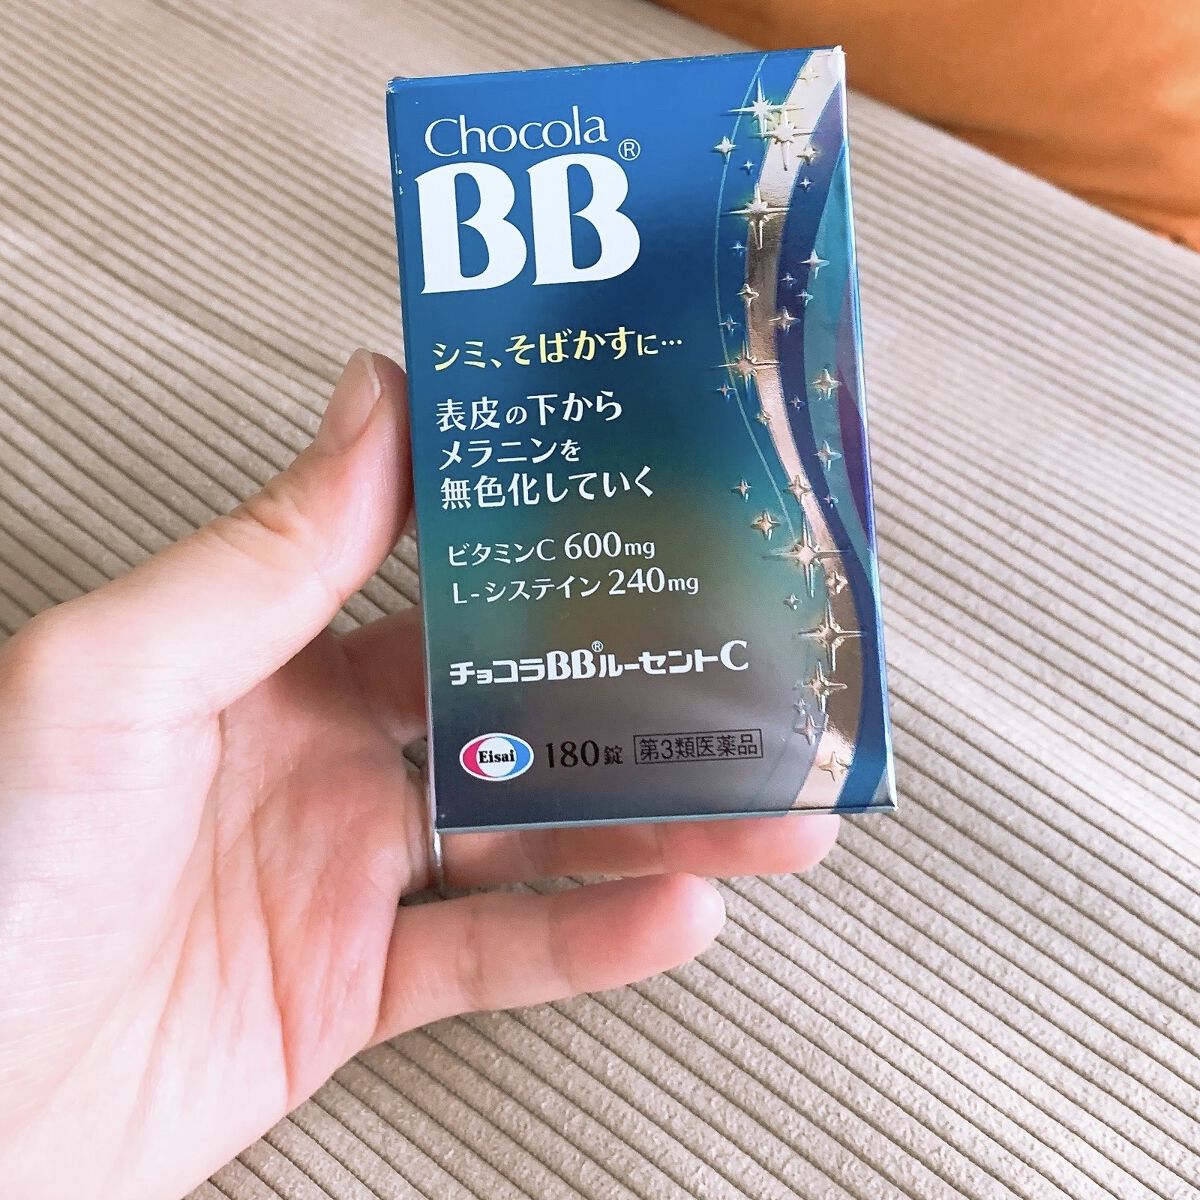 Chocola
BB®
シミ、そばかすに…
表皮の下から
メラニンを
無色化していく
ビタミンC 600mg
L-システイン 240mg
チョコラBB®ルーセントC
Eisai 180錠 第3類医薬品